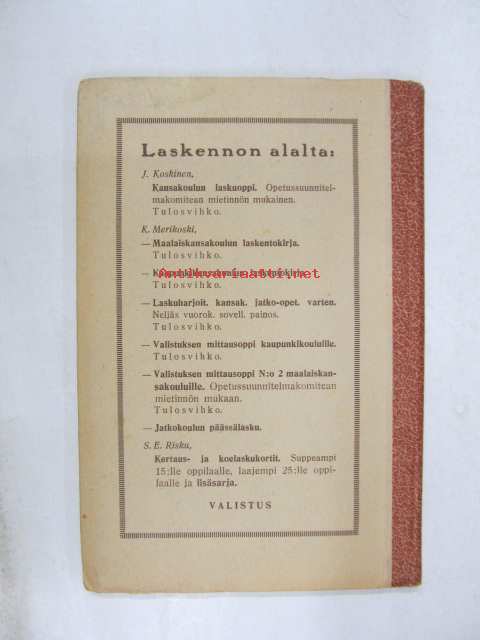 Laskennon alalta:
J. Koskinen,
Kansakoulun laskuoppi. Opetussuunnitel-
makomitean mietinnön mukainen.
Tulosvihko.
K. Merikoski,
— Maalaiskansakoulun laskentokirja.
Tulosvihko.
antikvariaatti.net
Tulosvihko.
— Laskuharjoit. kansak. jatko-opet. varten.
Neljäs vuorok. sovell. painos.
Tulosvihko.
— Valistuksen mittausoppi kaupunkikouluille.
Tulosvihko.
— Valistuksen mittausoppi N:o 2 maalaiskan-
sakouluille. Opetussuunnitelmakomitean
mietinnön mukaan.
Tulosvihko.
— Jatkokoulun päässälasku.
S. E. Risku,
Kertaus- ja koelaskukortit. Suppeampi
15:lle oppilaalle, laajempi 25:lle oppi-
laalle ja lisäsarja.
VALISTUS